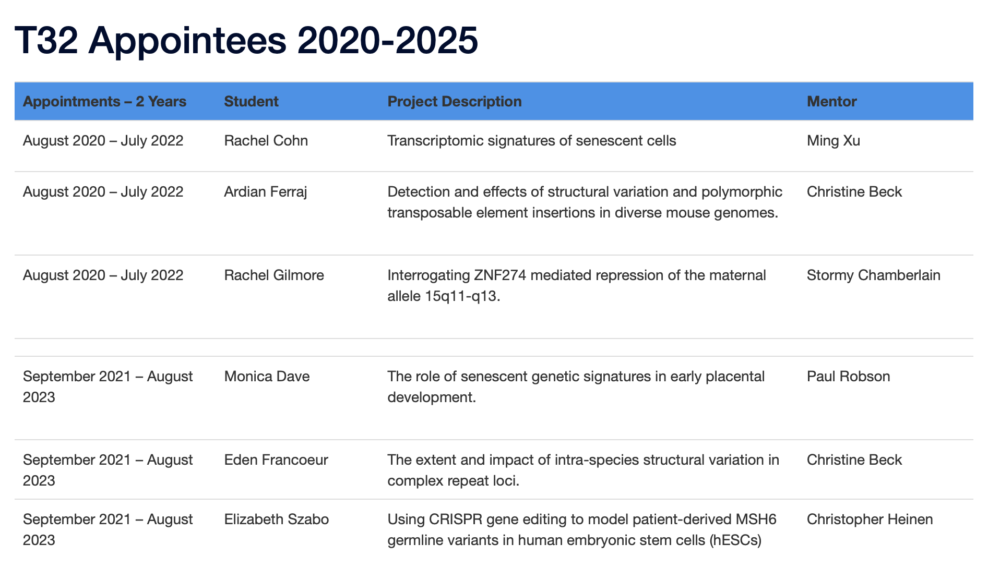 T32 Appointees 2020-2025
Appointments – 2 Years Student Project Description Mentor
August 2020 – July 2022 Rachel Cohn Transcriptomic signatures of senescent cells Ming Xu
August 2020 – July 2022 Ardian Ferraj Detection and effects of structural variation and polymorphic Christine Beck
transposable element insertions in diverse mouse genomes.
August 2020 – July 2022 Rachel Gilmore Interrogating ZNF274 mediated repression of the maternal Stormy Chamberlain
allele 15q11-q13.
September 2021 – August Monica Dave The role of senescent genetic signatures in early placental Paul Robson
2023 development.
September 2021 – August Eden Francoeur The extent and impact of intra-species structural variation in Christine Beck
2023 complex repeat loci.
September 2021 – August Elizabeth Szabo Using CRISPR gene editing to model patient-derived MSH6 Christopher Heinen
2023 germline variants in human embryonic stem cells (hESCs)